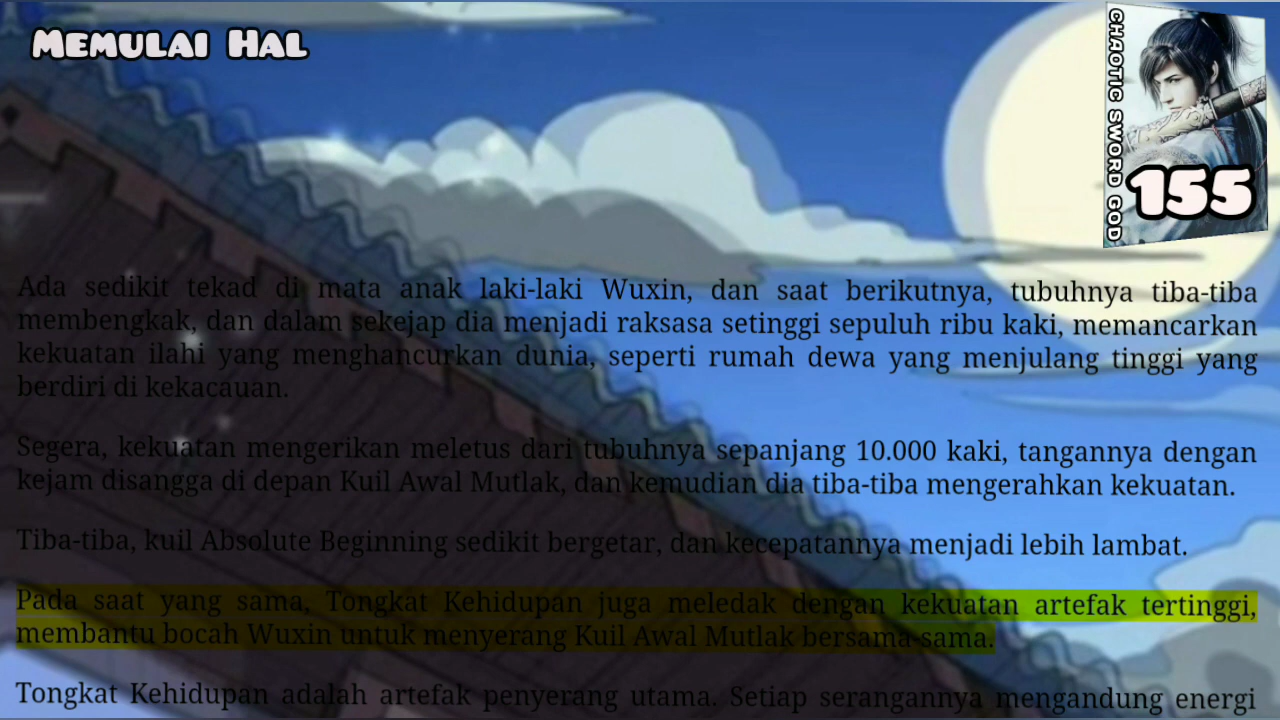 Memulai Hal
CHAOTIC SWORD GOD
155
Ada sedikit tekad di mata anak laki-laki Wuxin, dan saat berikutnya, tubuhnya tiba-tiba
membengkak, dan dalam sekejap dia menjadi raksasa setinggi sepuluh ribu kaki, memancarkan
kekuatan ilahi yang menghancurkan dunia, seperti rumah dewa yang menjulang tinggi yang
berdiri di kekacauan.
Segera, kekuatan mengerikan meletus dari tubuhnya sepanjang 10.000 kaki, tangannya dengan
kejam disangga di depan Kuil Awal Mutlak, dan kemudian dia tiba-tiba mengerahkan kekuatan.
Tiba-tiba, kuil Absolute Beginning sedikit bergetar, dan kecepatannya menjadi lebih lambat.
Pada saat yang sama, Tongkat Kehidupan juga meledak dengan kekuatan artefak tertinggi,
membantu bocah Wuxin untuk menyerang Kuil Awal Mutlak bersama-sama.
Tongkat Kehidupan adalah artefak penyerang utama. Setiap serangannya mengandung energi